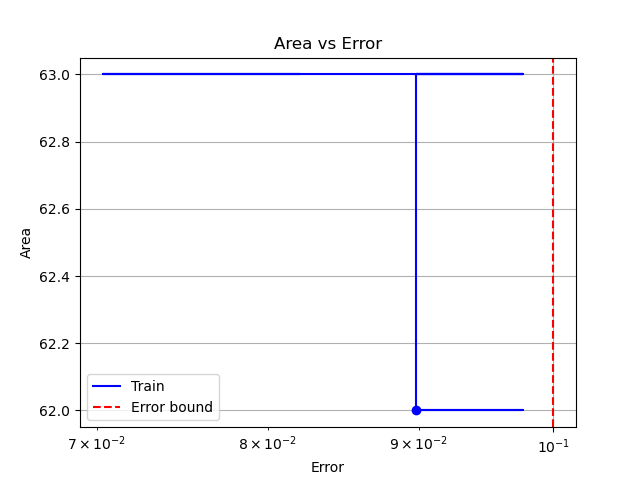 Area vs Error
63.0
62.8
62.6
62.4
62.2
62.0
Area
Train
Error bound
7 × 10⁻²
8 × 10⁻²
9 × 10⁻²
10⁻¹
Error